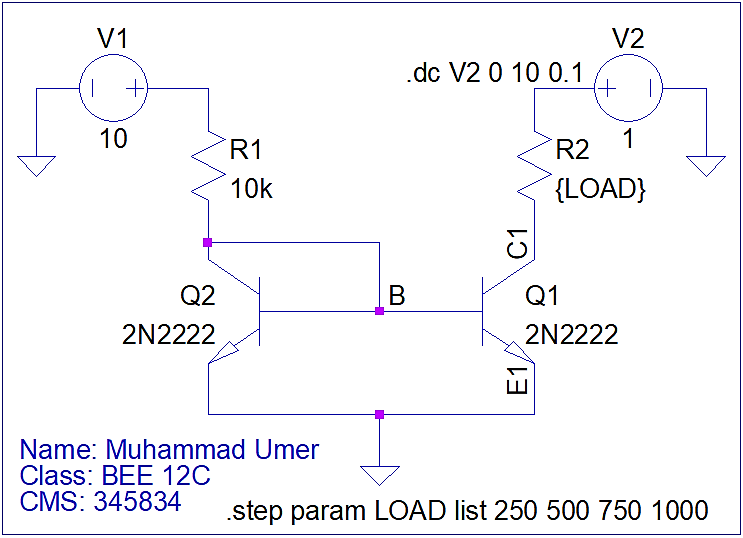 V1
V2
.dc V2 0 10 0.1
10
1
R1
10k
R2
{LOAD}
C1
Q2
B
Q1
2N2222
2N2222
E1
Name: Muhammad Umer
Class: BEE 12C
CMS: 345834
.step param LOAD list 250 500 750 1000